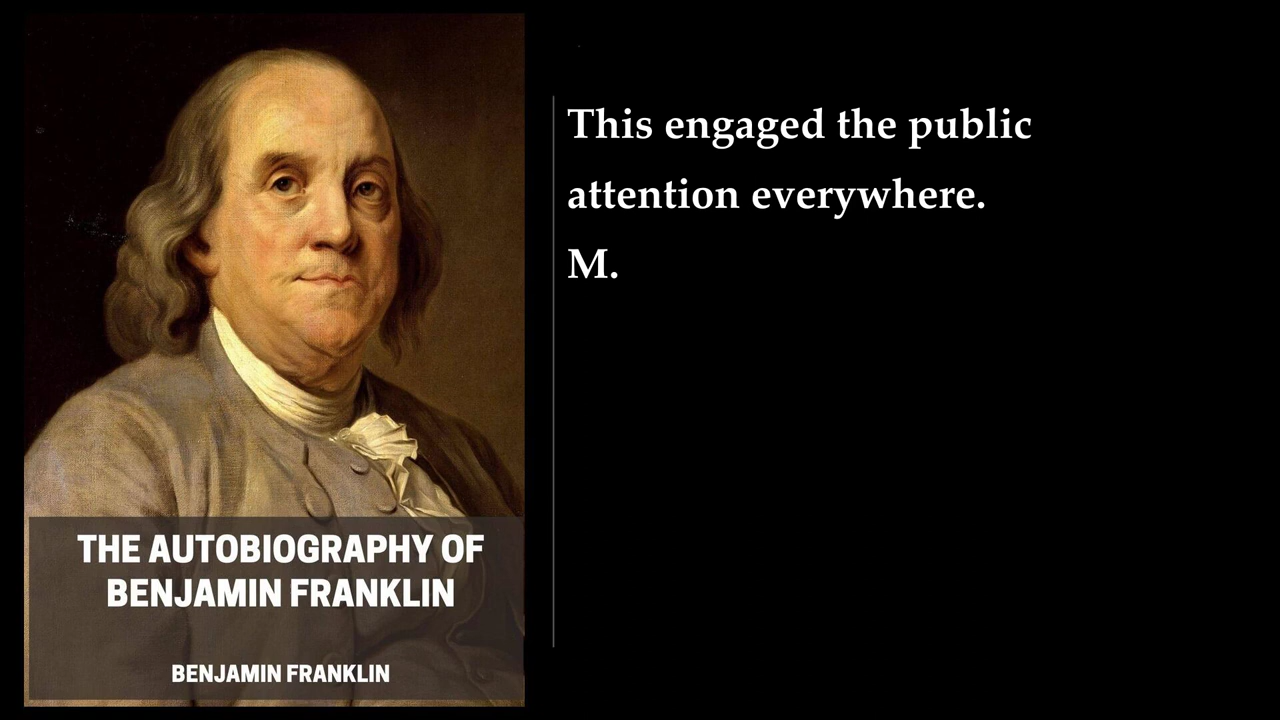 This engaged the public
attention everywhere.
M.
THE AUTOBIOGRAPHY OF
BENJAMIN FRANKLIN
BENJAMIN FRANKLIN